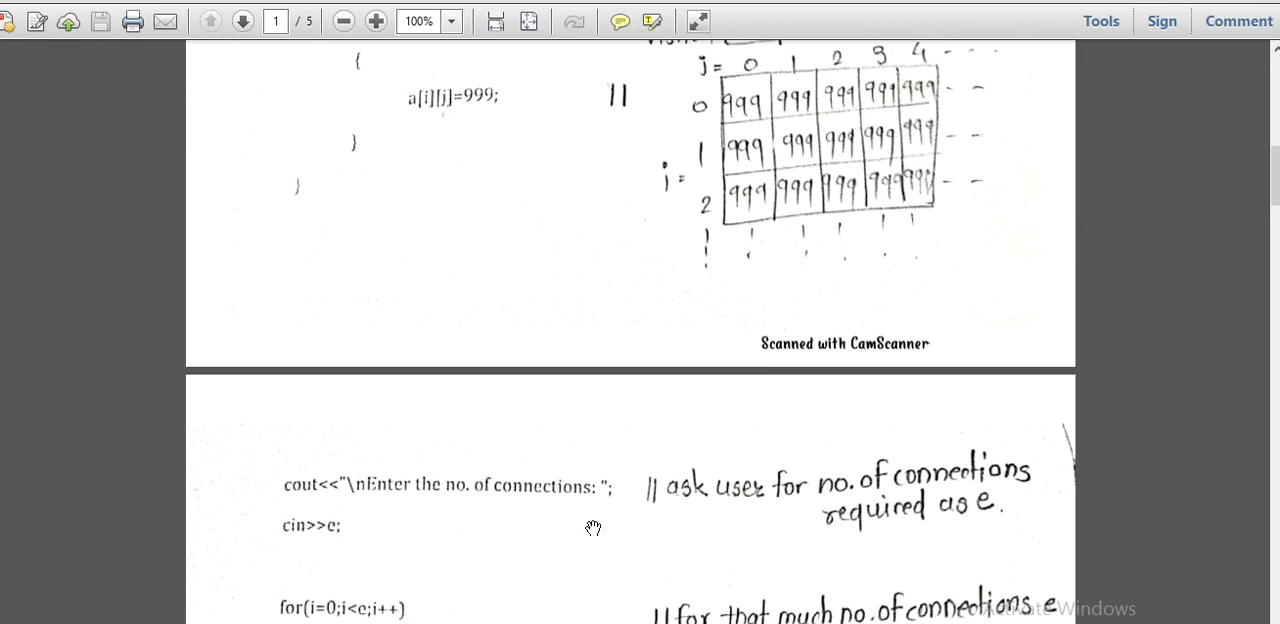 1 / 5 100% Tools Sign Comment
{
j= 0 1 2 3 4 - - -
a[i][j]=999; || 0 999 999 999 999 999 - -
} 1 999 999 999 999 999 - -
i =
} 2 999 999 999 999 999 - -
Scanned with CamScanner
cout<<"\nEnter the no. of connections: "; || ask user for no. of connections
required as e.
cin>>e;
for(i=0;i<e;i++) || for that much no. of connections e
Activate Windows